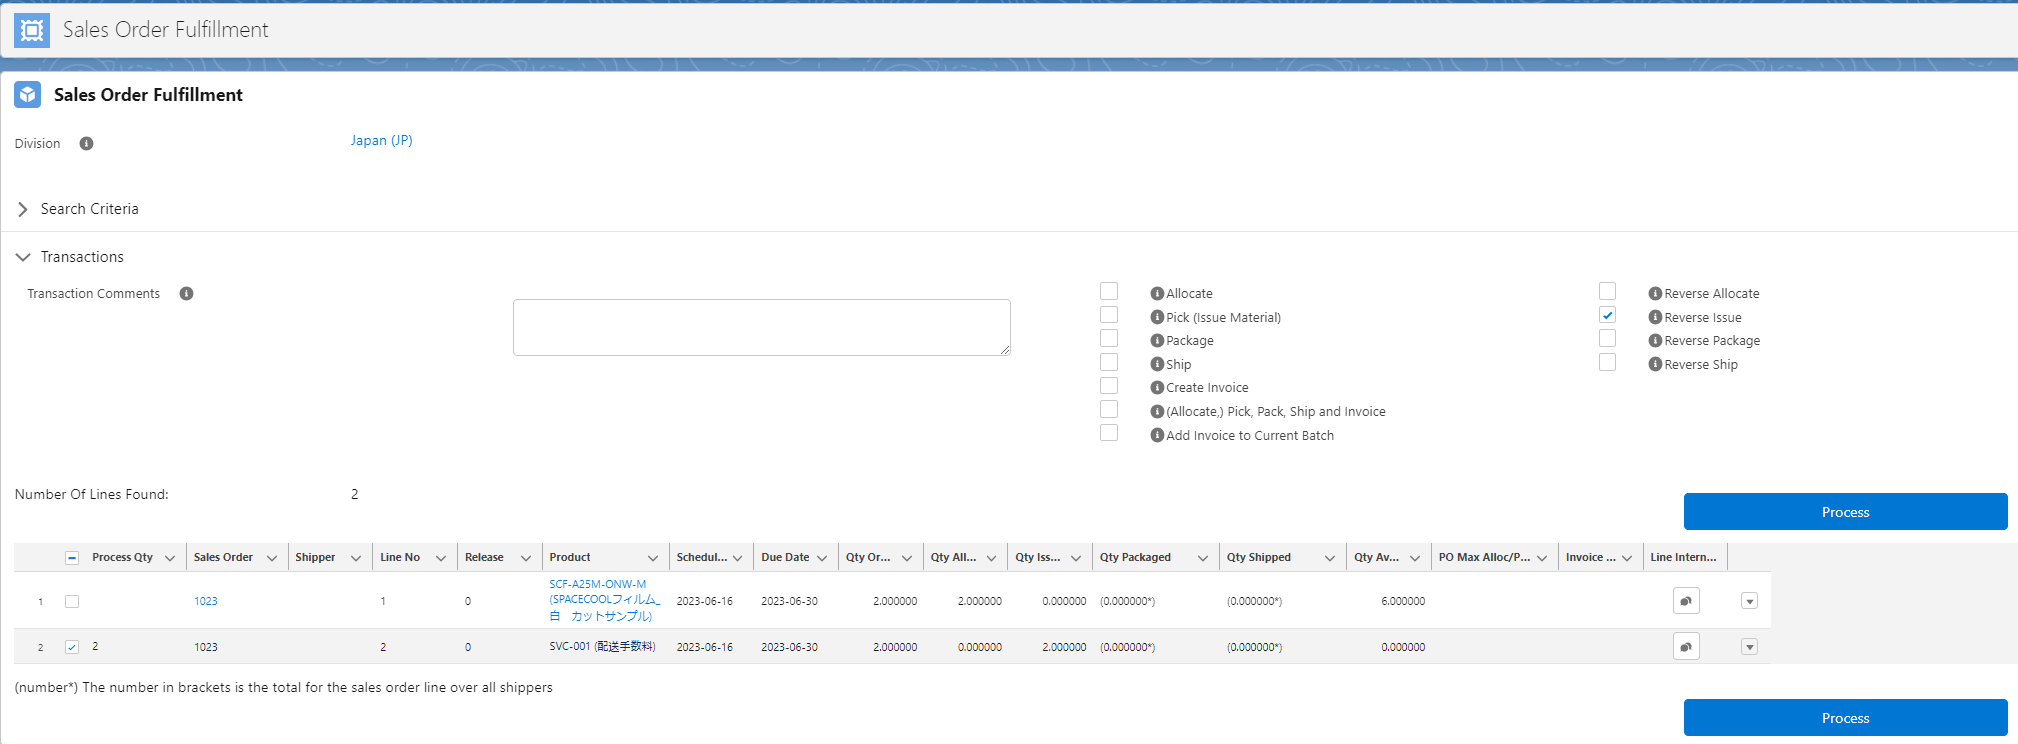 Sales Order Fulfillment
Sales Order Fulfillment
Division
Japan (JP)
Search Criteria
Transactions
Transaction Comments
Allocate
Pick (Issue Material)
Package
Ship
Create Invoice
(Allocate,) Pick, Pack, Ship and Invoice
Add Invoice to Current Batch
Reverse Allocate
Reverse Issue
Reverse Package
Reverse Ship
Number Of Lines Found: 2
Process
Process Qty Sales Order Shipper Line No Release Product Schedul... Due Date Qty Or... Qty All... Qty Iss... Qty Packaged Qty Shipped Qty Av... PO Max Alloc/P... Invoice ... Line Intern...
1 1023 1 0 SCF-A25M-ONW-M (SPACECOOLフィルム_白　カットサンプル) 2023-06-16 2023-06-30 2.000000 2.000000 0.000000 (0.000000*) (0.000000*) 6.000000
2 2 1023 2 0 SVC-001 (配送手数料) 2023-06-16 2023-06-30 2.000000 0.000000 2.000000 (0.000000*) (0.000000*) 0.000000
(number*) The number in brackets is the total for the sales order line over all shippers
Process